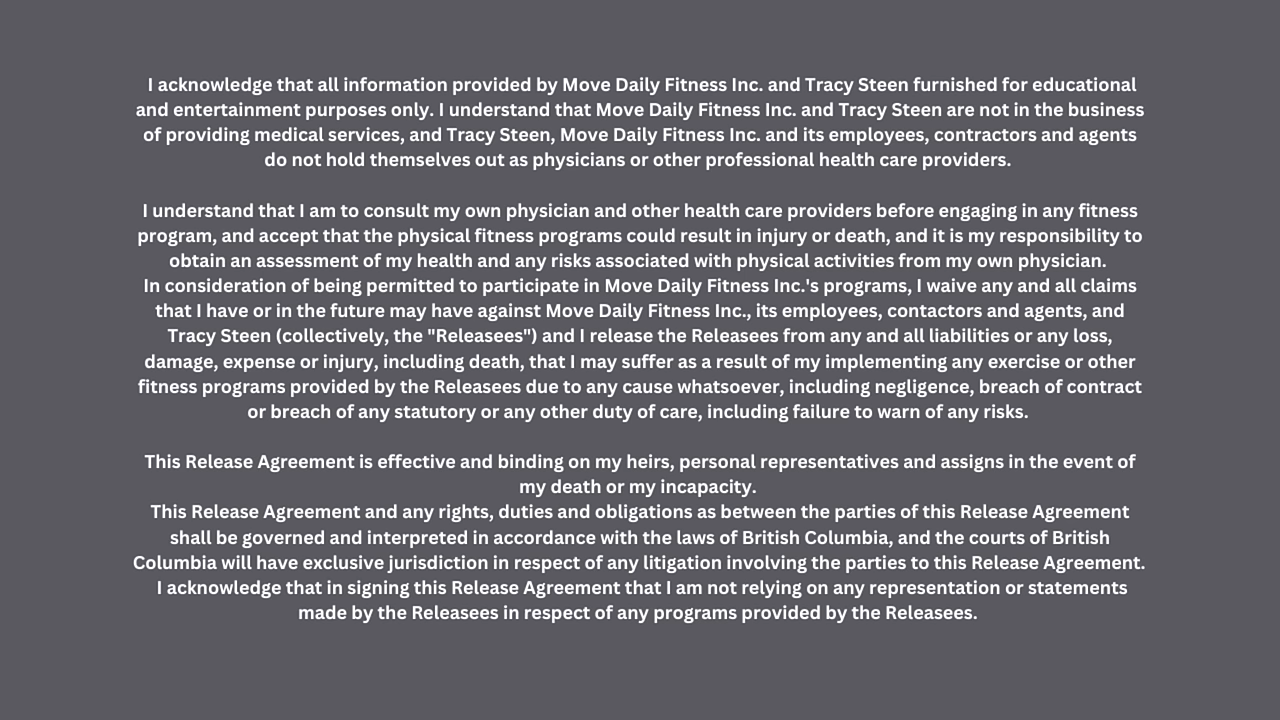 I acknowledge that all information provided by Move Daily Fitness Inc. and Tracy Steen furnished for educational
and entertainment purposes only. I understand that Move Daily Fitness Inc. and Tracy Steen are not in the business
of providing medical services, and Tracy Steen, Move Daily Fitness Inc. and its employees, contractors and agents
do not hold themselves out as physicians or other professional health care providers.
I understand that I am to consult my own physician and other health care providers before engaging in any fitness
program, and accept that the physical fitness programs could result in injury or death, and it is my responsibility to
obtain an assessment of my health and any risks associated with physical activities from my own physician.
In consideration of being permitted to participate in Move Daily Fitness Inc.'s programs, I waive any and all claims
that I have or in the future may have against Move Daily Fitness Inc., its employees, contactors and agents, and
Tracy Steen (collectively, the "Releasees") and I release the Releasees from any and all liabilities or any loss,
damage, expense or injury, including death, that I may suffer as a result of my implementing any exercise or other
fitness programs provided by the Releasees due to any cause whatsoever, including negligence, breach of contract
or breach of any statutory or any other duty of care, including failure to warn of any risks.
This Release Agreement is effective and binding on my heirs, personal representatives and assigns in the event of
my death or my incapacity.
This Release Agreement and any rights, duties and obligations as between the parties of this Release Agreement
shall be governed and interpreted in accordance with the laws of British Columbia, and the courts of British
Columbia will have exclusive jurisdiction in respect of any litigation involving the parties to this Release Agreement.
I acknowledge that in signing this Release Agreement that I am not relying on any representation or statements
made by the Releasees in respect of any programs provided by the Releasees.